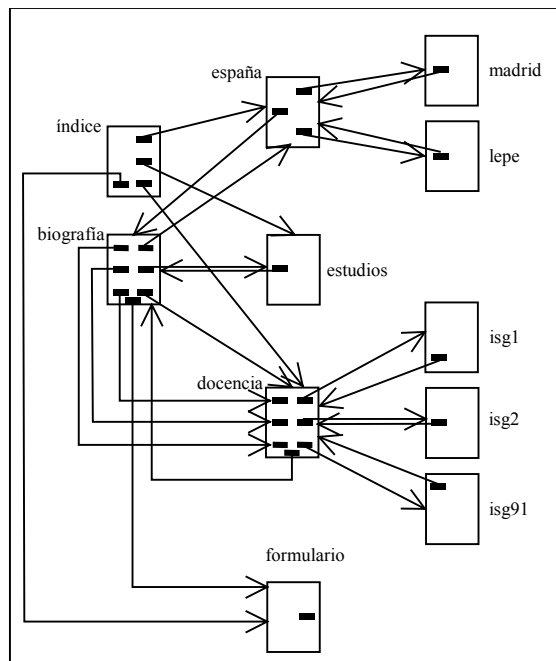 madrid
españa
índice
lepe
biografía
estudios
isg1
docencia
isg2
isg91
formulario